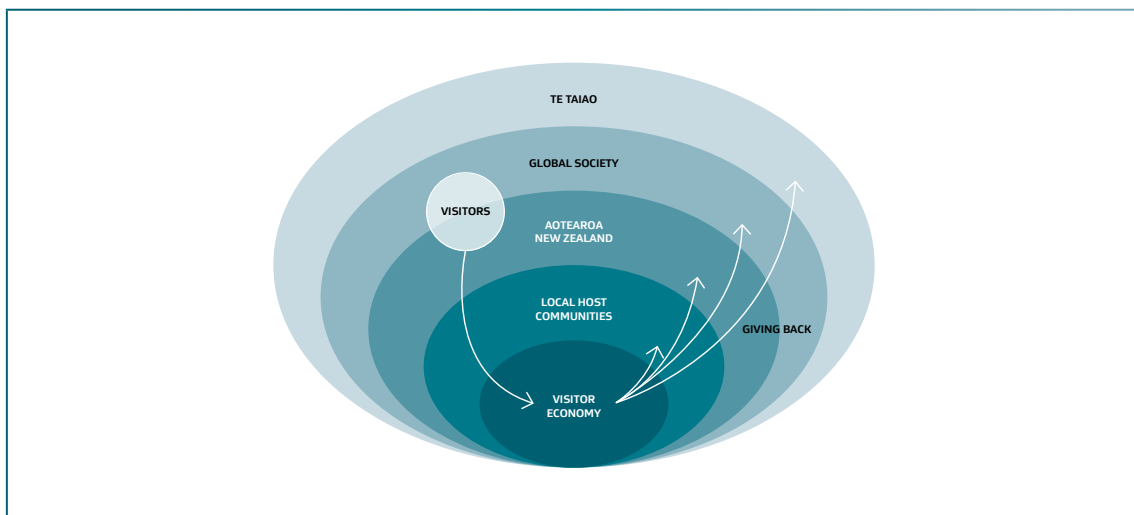 TE TAIAO
GLOBAL SOCIETY
VISITORS
AOTEAROA
NEW ZEALAND
LOCAL HOST
COMMUNITIES
GIVING BACK
VISITOR
ECONOMY